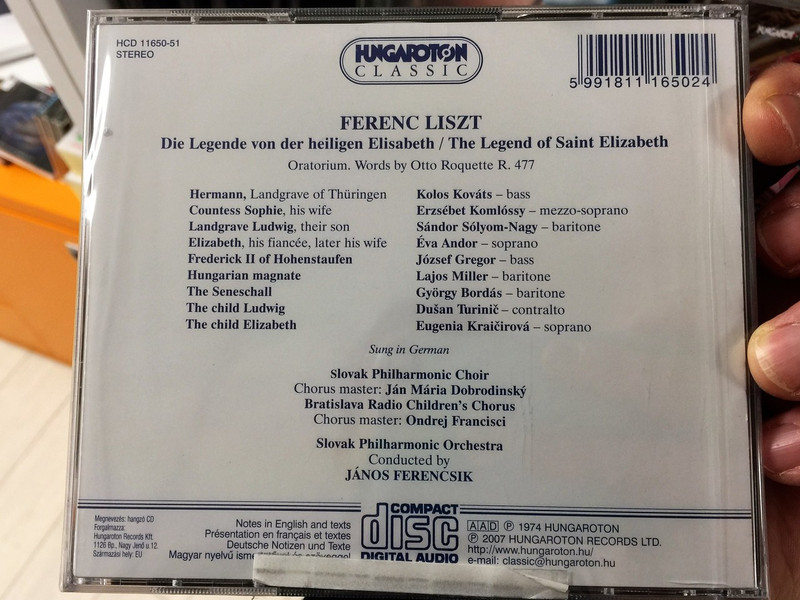 HCD 11650-51
STEREO
HUNGAROTON
CLASSIC
5 991811 165024
FERENC LISZT
Die Legende von der heiligen Elisabeth / The Legend of Saint Elizabeth
Oratorium. Words by Otto Roquette R. 477
Hermann, Landgrave of Thüringen Kolos Kováts – bass
Countess Sophie, his wife Erzsébet Komlóssy – mezzo-soprano
Landgrave Ludwig, their son Sándor Sólyom-Nagy – baritone
Elizabeth, his fiancée, later his wife Éva Andor – soprano
Frederick II of Hohenstaufen József Gregor – bass
Hungarian magnate Lajos Miller – baritone
The Seneschall György Bordás – baritone
The child Ludwig Dušan Turinič – contralto
The child Elizabeth Eugenia Kraičirová – soprano
Sung in German
Slovak Philharmonic Choir
Chorus master: Ján Mária Dobrodinský
Bratislava Radio Children's Chorus
Chorus master: Ondrej Francisci
Slovak Philharmonic Orchestra
Conducted by
JÁNOS FERENCSIK
Megnevezés: hangzó CD
Forgalmazza:
Hungaroton Records Kft.
1126 Bp., Nagy Jenő u.12.
Származási hely: EU
Notes in English and texts
Présentation en français et textes
Deutsche Notizen und Texte
Magyar nyelvű
COMPACT
disc
DIGITAL AUDIO
AAD ℗ 1974 HUNGAROTON
℗ 2007 HUNGAROTON RECORDS LTD.
http://www.hungaroton.hu/
e-mail: classic@hungaroton.hu